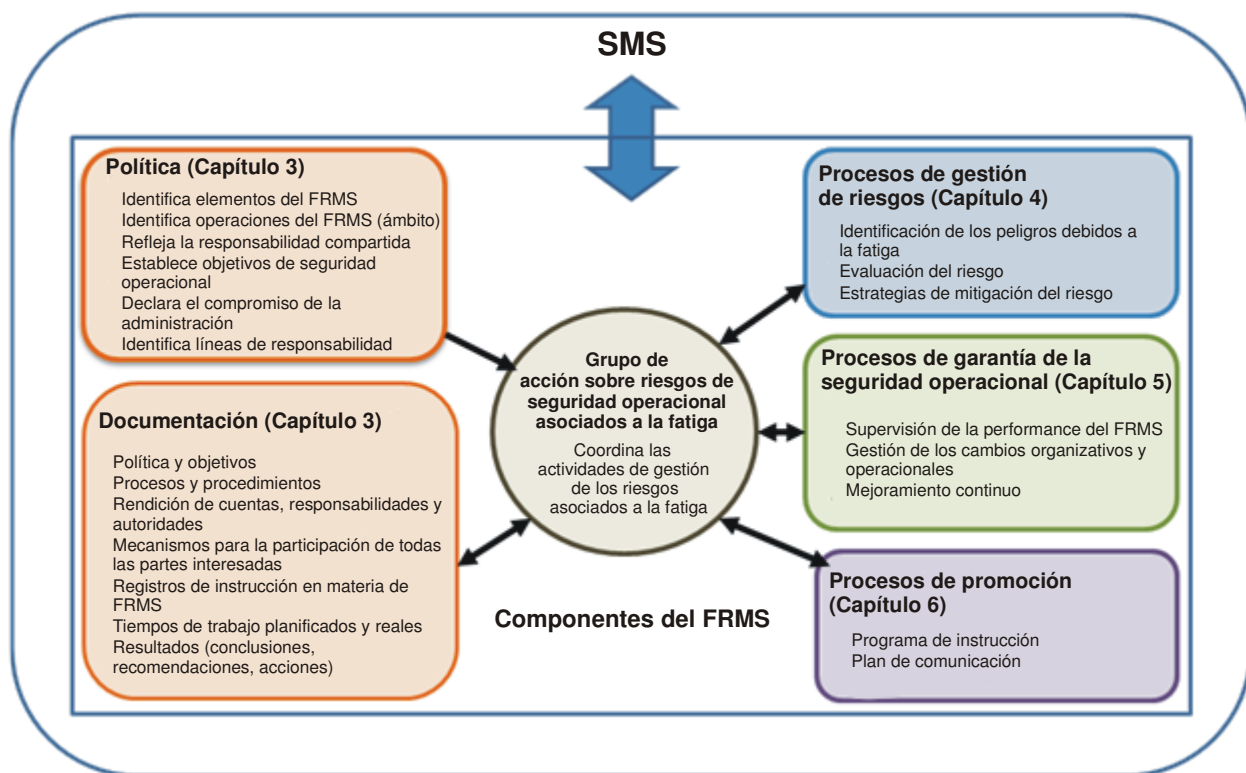 SMS
Política (Capítulo 3)
Identifica elementos del FRMS
Identifica operaciones del FRMS (ámbito)
Refleja la responsabilidad compartida
Establece objetivos de seguridad
operacional
Declara el compromiso de la
administración
Identifica líneas de responsabilidad
Documentación (Capítulo 3)
Política y objetivos
Procesos y procedimientos
Rendición de cuentas, responsabilidades y
autoridades
Mecanismos para la participación de todas
las partes interesadas
Registros de instrucción en materia de
FRMS
Tiempos de trabajo planificados y reales
Resultados (conclusiones,
recomendaciones, acciones)
Grupo de
acción sobre riesgos de
seguridad operacional
asociados a la fatiga
Coordina las
actividades de gestión
de los riesgos
asociados a la fatiga
Componentes del FRMS
Procesos de gestión
de riesgos (Capítulo 4)
Identificación de los peligros debidos a
la fatiga
Evaluación del riesgo
Estrategias de mitigación del riesgo
Procesos de garantía de la
seguridad operacional (Capítulo 5)
Supervisión de la performance del FRMS
Gestión de los cambios organizativos y
operacionales
Mejoramiento continuo
Procesos de promoción
(Capítulo 6)
Programa de instrucción
Plan de comunicación